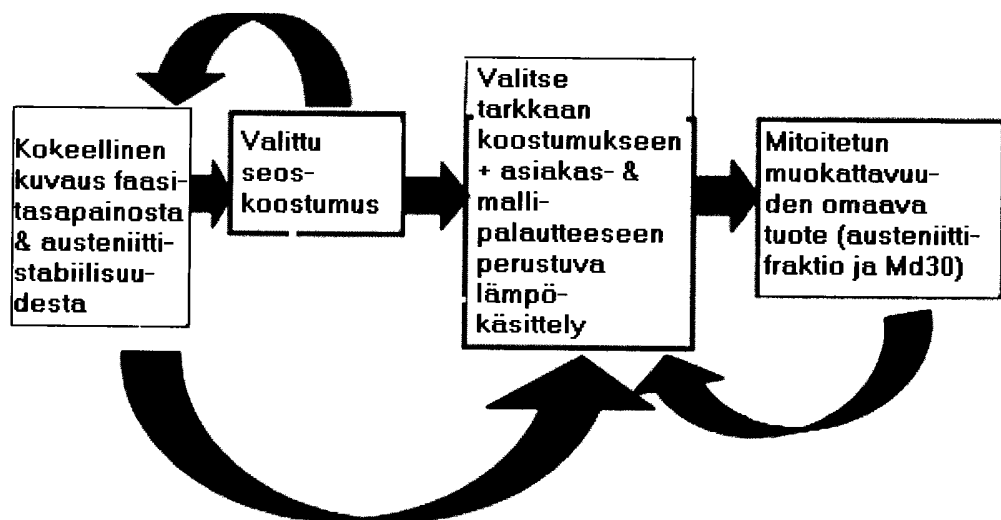 Kokeellinen
kuvaus faasi-
tasapainosta
& austeniitti-
stabiilisuu-
desta
Valittu
seos-
koostumus
Valitse
tarkkaan
koostumukseen
+ asiakas- &
malli-
palautteeseen
perustuva
lämpö-
käsittely
Mitoitetun
muokattavuu-
den omaava
tuote (austeniitti-
fraktio ja Md30)